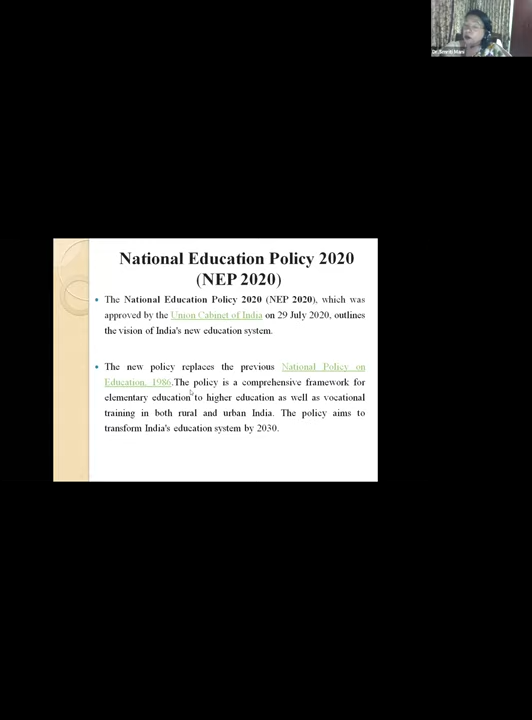 National Education Policy 2020
(NEP 2020)
The National Education Policy 2020 (NEP 2020), which was
approved by the Union Cabinet of India on 29 July 2020, outlines
the vision of India's new education system.
The new policy replaces the previous National Policy on
Education, 1986.The policy is a comprehensive framework for
elementary education to higher education as well as vocational
training in both rural and urban India. The policy aims to
transform India's education system by 2030.